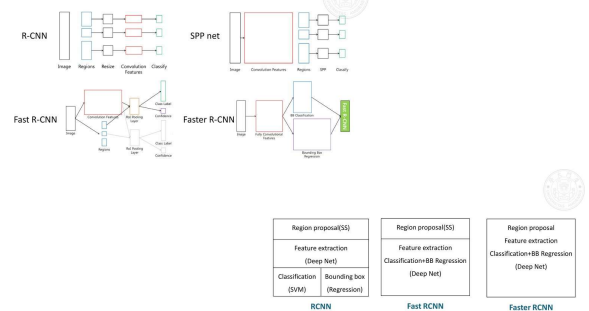 R-CNN
Image
Regions
Resize
Convolution
Features
Classify
SPP net
Image
Convolution Features
Regions
SPP
Classify
Fast R-CNN
Image
Convolution Features
Regions
RoI Pooling
Layer
Class Label
Confidence
RoI Pooling
Layer
Class Label
Confidence
Faster R-CNN
Image
Fully Convolutional
Features
Bounding Box
Regression
Fast R-CNN
Region proposal(SS)
Feature extraction
(Deep Net)
Classification
(SVM)
Bounding box
(Regression)
RCNN
Region proposal(SS)
Feature extraction
Classification+BB Regression
(Deep Net)
Fast RCNN
Region proposal
Feature extraction
Classification+BB Regression
(Deep Net)
Faster RCNN